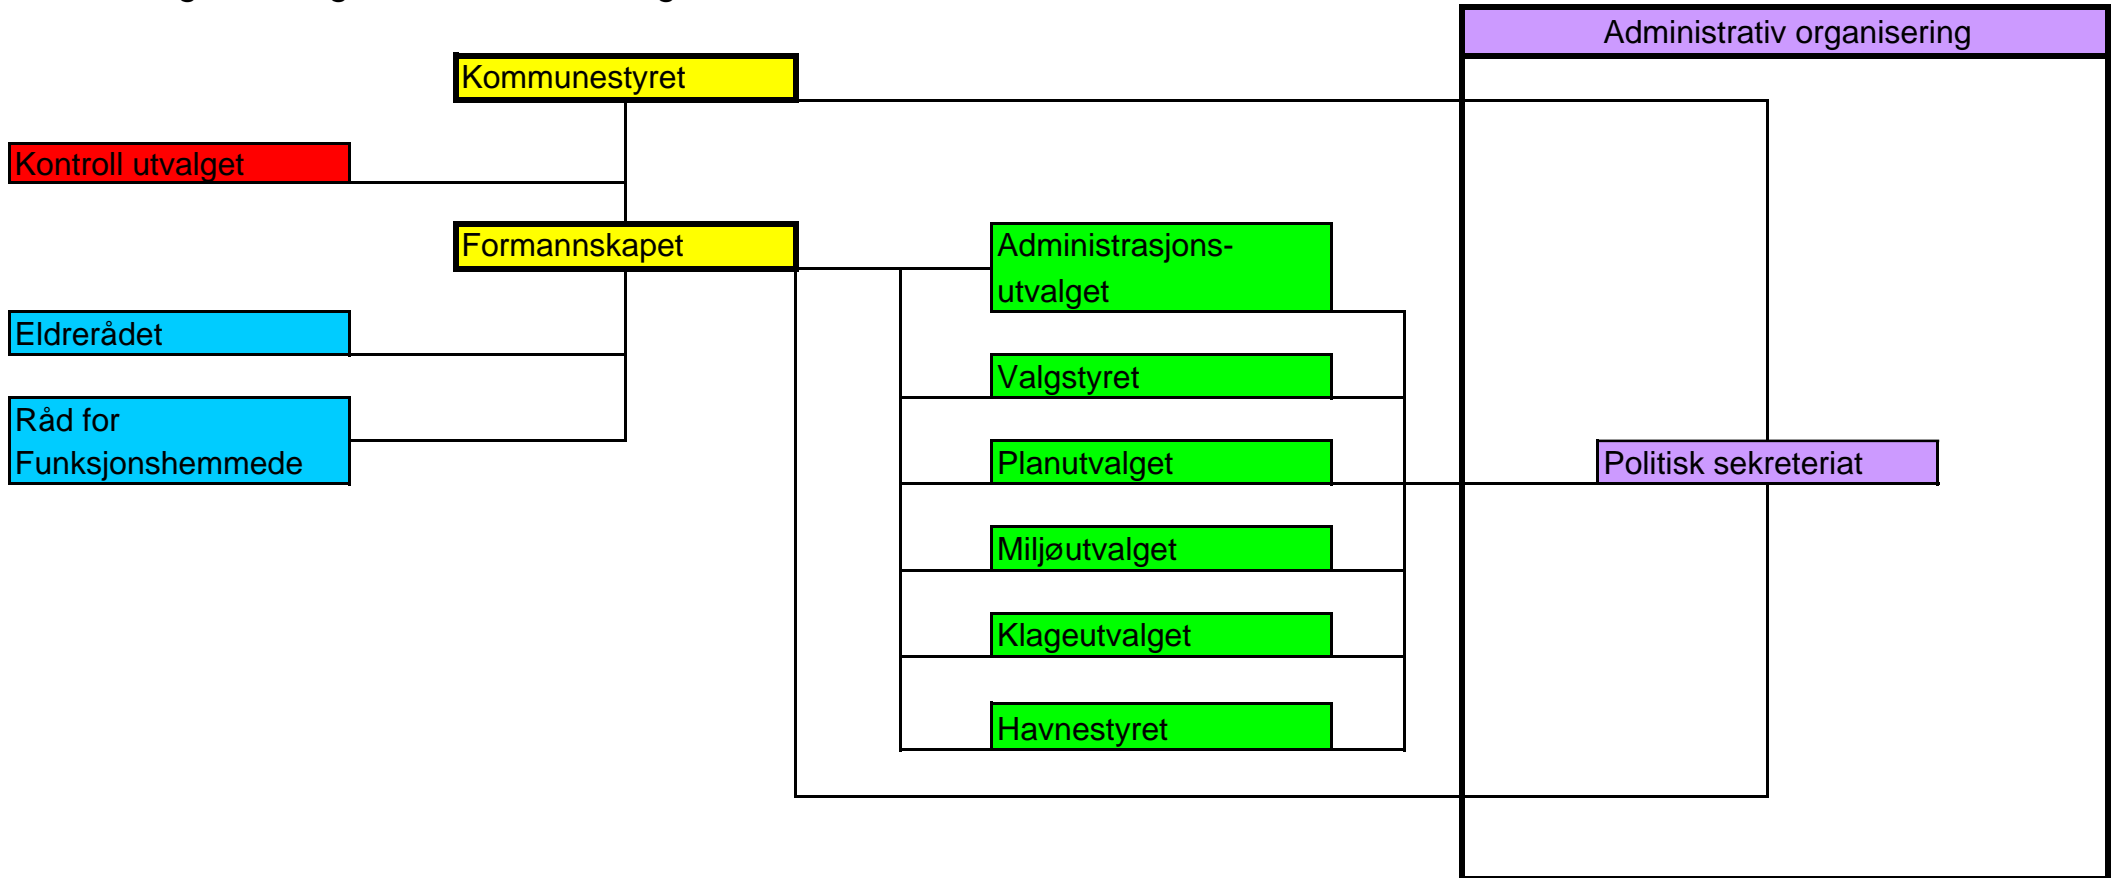 Administrativ organisering
Kommunestyret
Kontroll utvalget
Formannskapet
Administrasjons-
utvalget
Eldrerådet
Valgstyret
Råd for
Funksjonshemmede
Planutvalget
Politisk sekreteriat
Miljøutvalget
Klageutvalget
Havnestyret